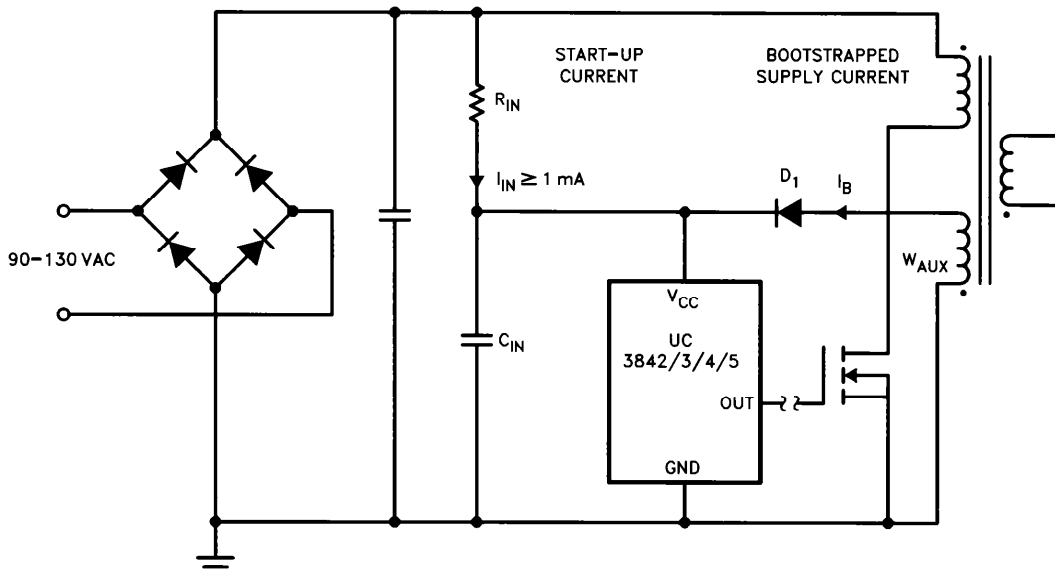 START-UP
CURRENT
BOOTSTRAPPED
SUPPLY CURRENT
R_IN
I_IN ≥ 1 mA
D_1
I_B
90-130 VAC
W_AUX
V_CC
C_IN
UC
3842/3/4/5
OUT
GND